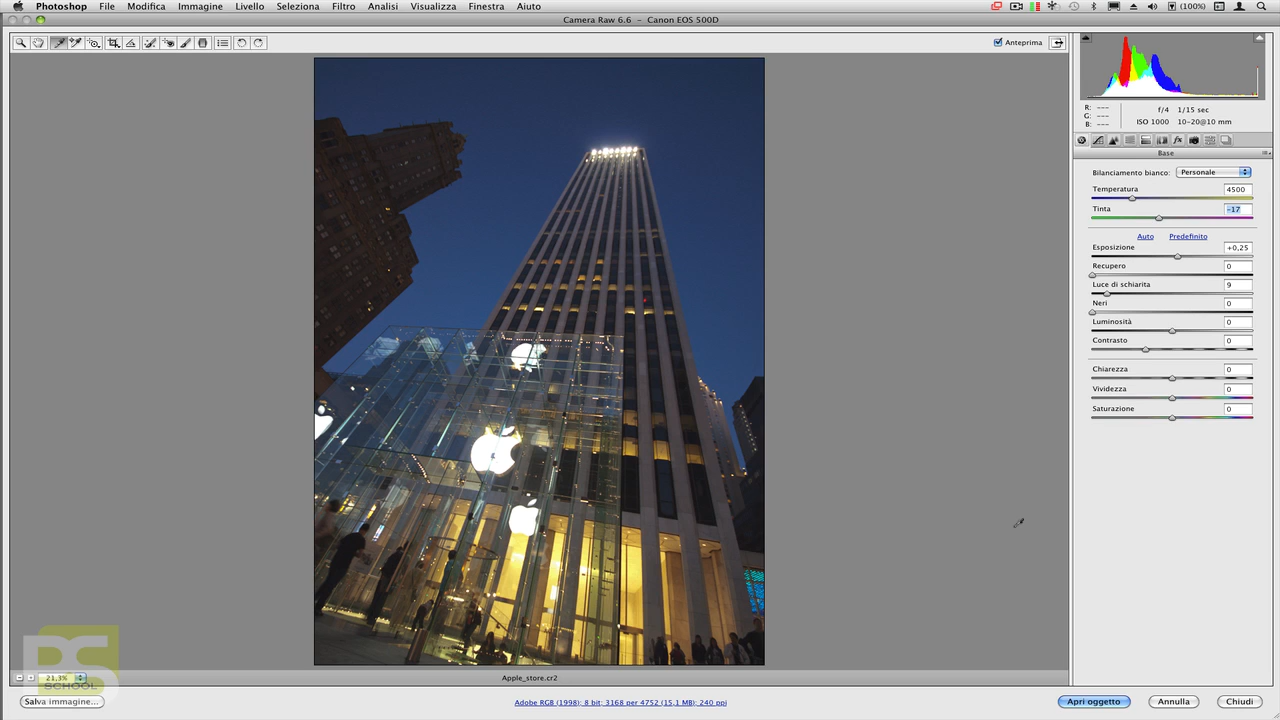 Photoshop File Modifica Immagine Livello Seleziona Filtro Analisi Visualizza Finestra Aiuto (100%)
Camera Raw 6.6 - Canon EOS 500D
Anteprima
R: ---
G: ---
B: ---
f/4 1/15 sec
ISO 1000 10-20@10 mm
Base
Bilanciamento bianco: Personale
Temperatura 4500
Tinta -17
Auto Predefinito
Esposizione +0,25
Recupero 0
Luce di schiarita 9
Neri 0
Luminosità 0
Contrasto 0
Chiarezza 0
Vividezza 0
Saturazione 0
PS
SCHOOL
21,3%
Apple_store.cr2
Salva immagine...
Adobe RGB (1998); 8 bit; 3168 per 4752 (15,1 MB); 240 ppi
Apri oggetto Annulla Chiudi